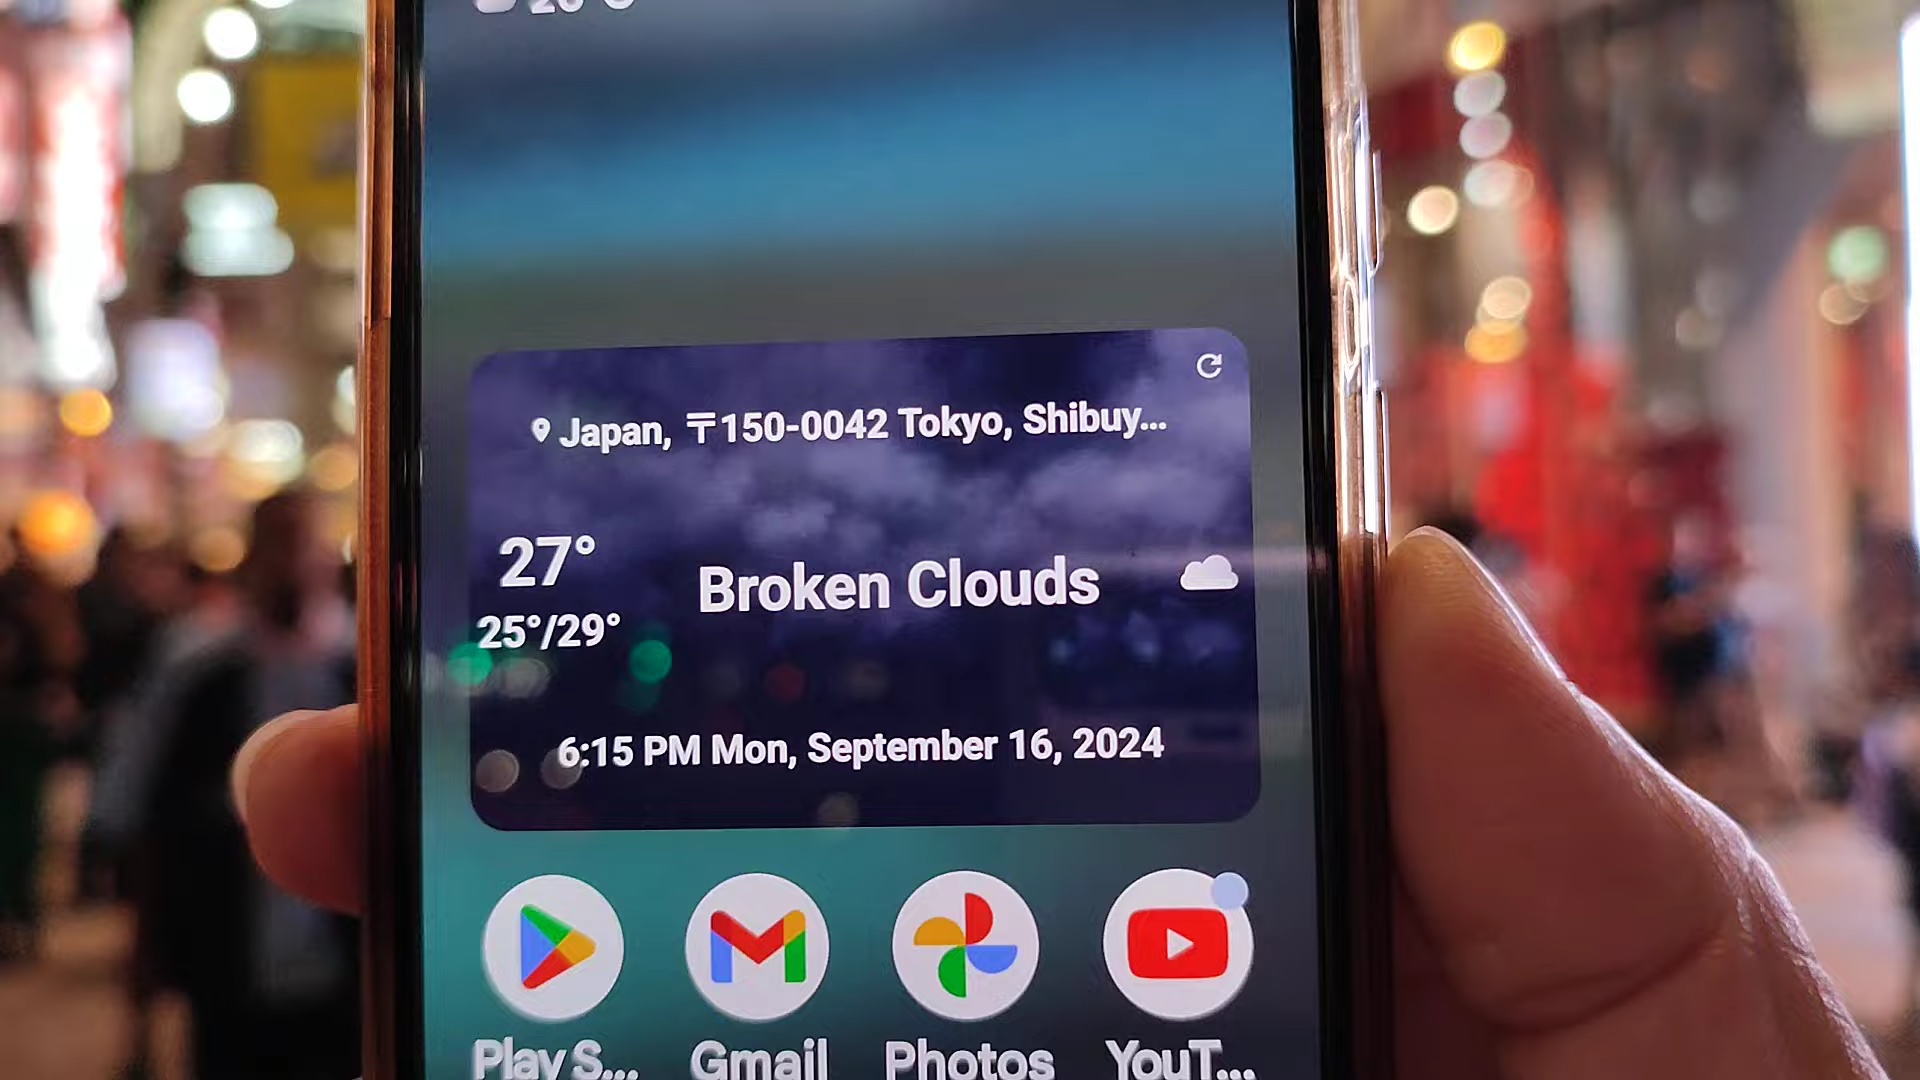 Japan, 〒150-0042 Tokyo, Shibuy...
27°
Broken Clouds
25°/29°
6:15 PM Mon, September 16, 2024
Play S...
Gmail
Photos
YouT...